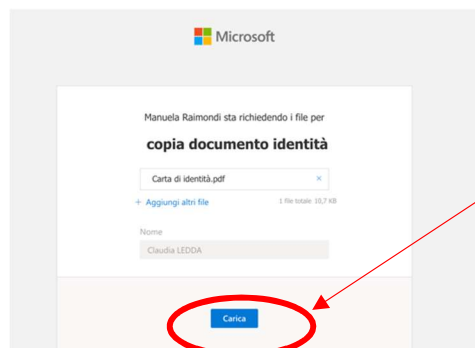 Microsoft
Manuela Raimondi sta richiedendo i file per
copia documento identità
Carta di identità.pdf ×
+ Aggiungi altri file 1 file totale 10,7 KB
Nome
Claudia LEDDA
Carica